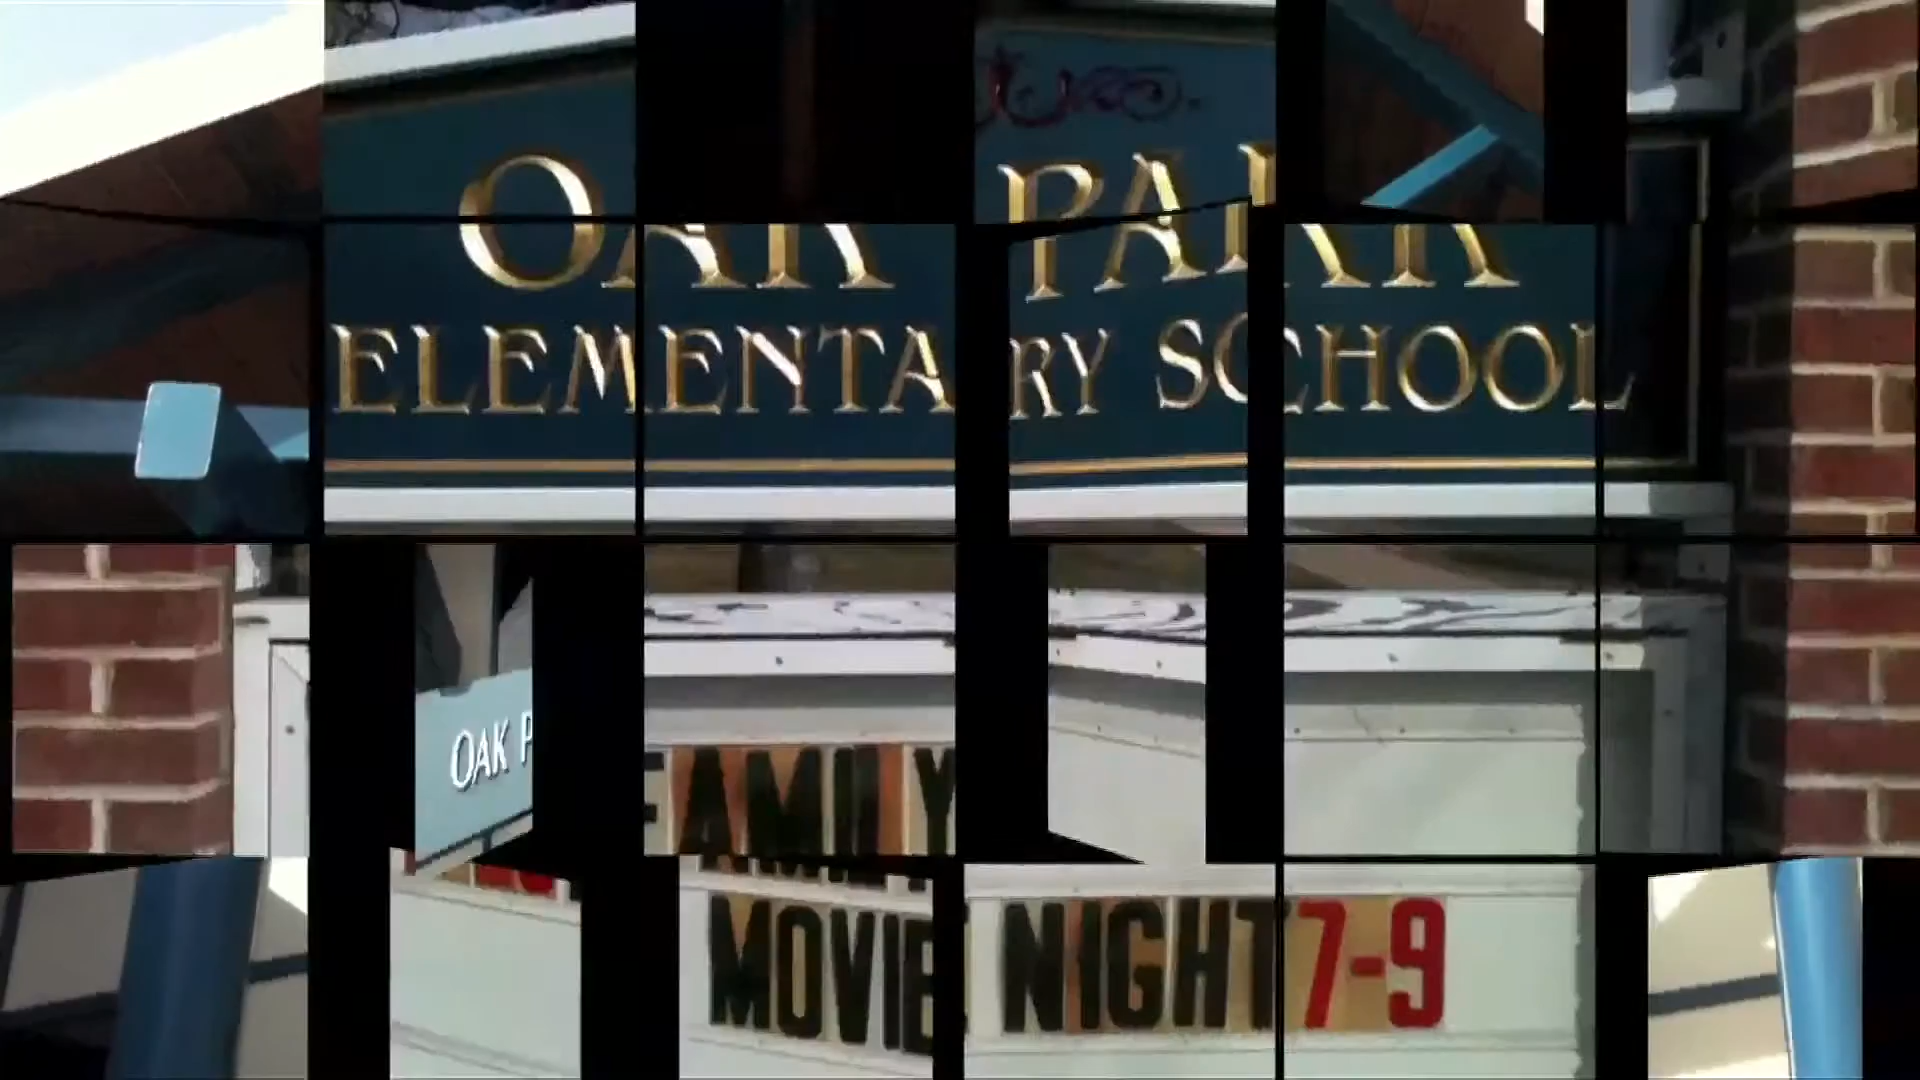 OAK PARK
ELEMENTARY SCHOOL
OAK P
FAMILY
MOVIE NIGHT 7-9